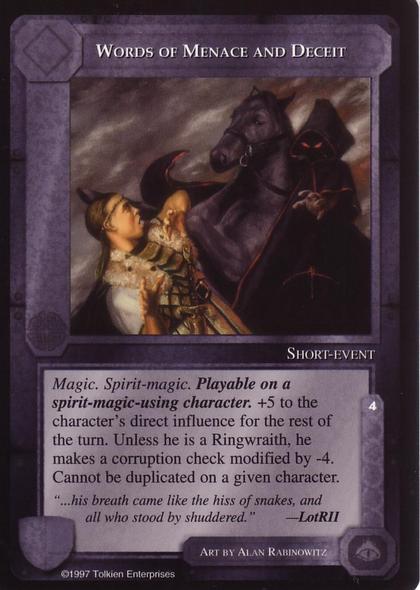 WORDS OF MENACE AND DECEIT
SHORT-EVENT
Magic. Spirit-magic. Playable on a
spirit-magic-using character. +5 to the
character's direct influence for the rest of
the turn. Unless he is a Ringwraith, he
makes a corruption check modified by -4.
Cannot be duplicated on a given character.
4
"...his breath came like the hiss of snakes, and
all who stood by shuddered." —LotRII
ART BY ALAN RABINOWITZ
©1997 Tolkien Enterprises